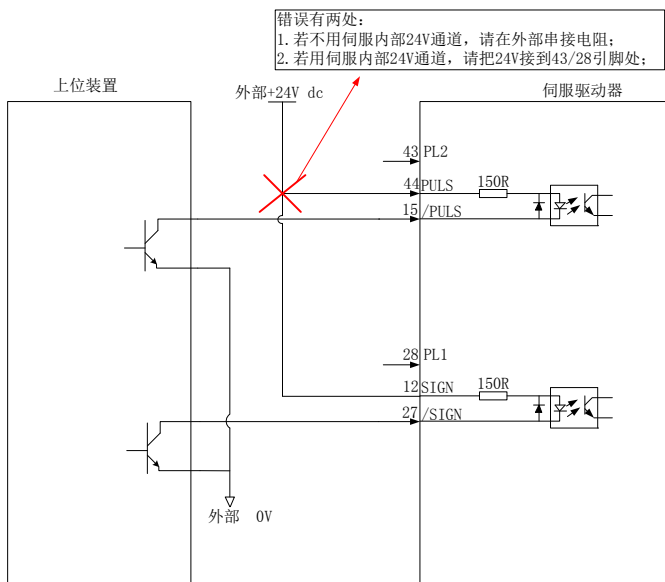 错误有两处：
1. 若不用伺服内部24V通道，请在外部串接电阻；
2. 若用伺服内部24V通道，请把24V接到43/28引脚处；
上位装置
外部+24V dc
伺服驱动器
43 PL2
44 PULS 150R
15 /PULS
28 PL1
12 SIGN 150R
27 /SIGN
外部 0V